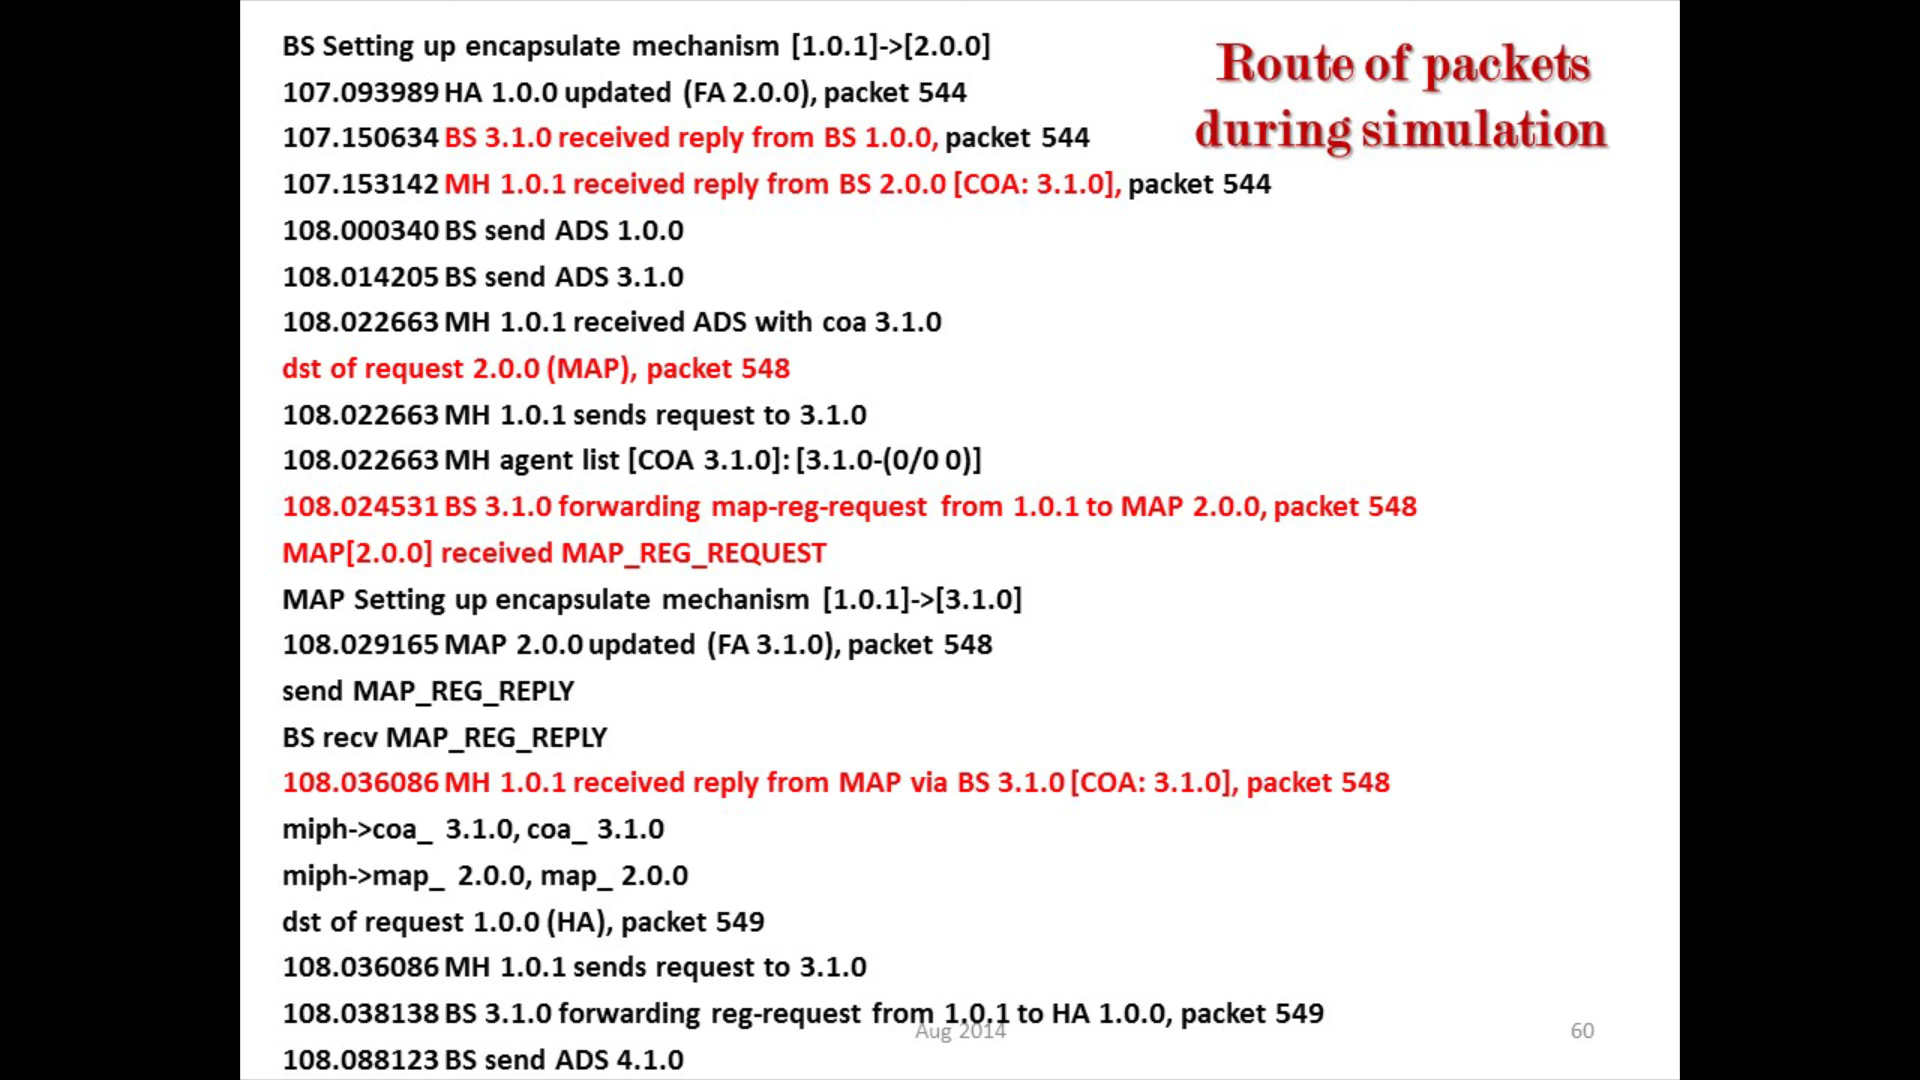 BS Setting up encapsulate mechanism [1.0.1]->[2.0.0]
Route of packets
during simulation
107.093989 HA 1.0.0 updated (FA 2.0.0), packet 544
107.150634 BS 3.1.0 received reply from BS 1.0.0, packet 544
107.153142 MH 1.0.1 received reply from BS 2.0.0 [COA: 3.1.0], packet 544
108.000340 BS send ADS 1.0.0
108.014205 BS send ADS 3.1.0
108.022663 MH 1.0.1 received ADS with coa 3.1.0
dst of request 2.0.0 (MAP), packet 548
108.022663 MH 1.0.1 sends request to 3.1.0
108.022663 MH agent list [COA 3.1.0]: [3.1.0-(0/0 0)]
108.024531 BS 3.1.0 forwarding map-reg-request from 1.0.1 to MAP 2.0.0, packet 548
MAP[2.0.0] received MAP_REG_REQUEST
MAP Setting up encapsulate mechanism [1.0.1]->[3.1.0]
108.029165 MAP 2.0.0 updated (FA 3.1.0), packet 548
send MAP_REG_REPLY
BS recv MAP_REG_REPLY
108.036086 MH 1.0.1 received reply from MAP via BS 3.1.0 [COA: 3.1.0], packet 548
miph->coa_ 3.1.0, coa_ 3.1.0
miph->map_ 2.0.0, map_ 2.0.0
dst of request 1.0.0 (HA), packet 549
108.036086 MH 1.0.1 sends request to 3.1.0
108.038138 BS 3.1.0 forwarding reg-request from 1.0.1 to HA 1.0.0, packet 549
Aug 2014
60
108.088123 BS send ADS 4.1.0